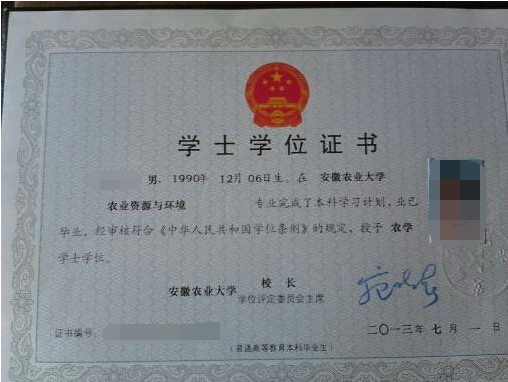 学士学位证书
男，1990年 12月 06日生。在 安徽农业大学
农业资源与环境 专业完成了本科学习计划，业已
毕业，经审核符合《中华人民共和国学位条例》的规定，授予 农学
学士学位。
安徽农业大学 校 长
学位评定委员会主席
证书编号：
二〇一三年 七月 一 日
（普通高等教育本科毕业生）